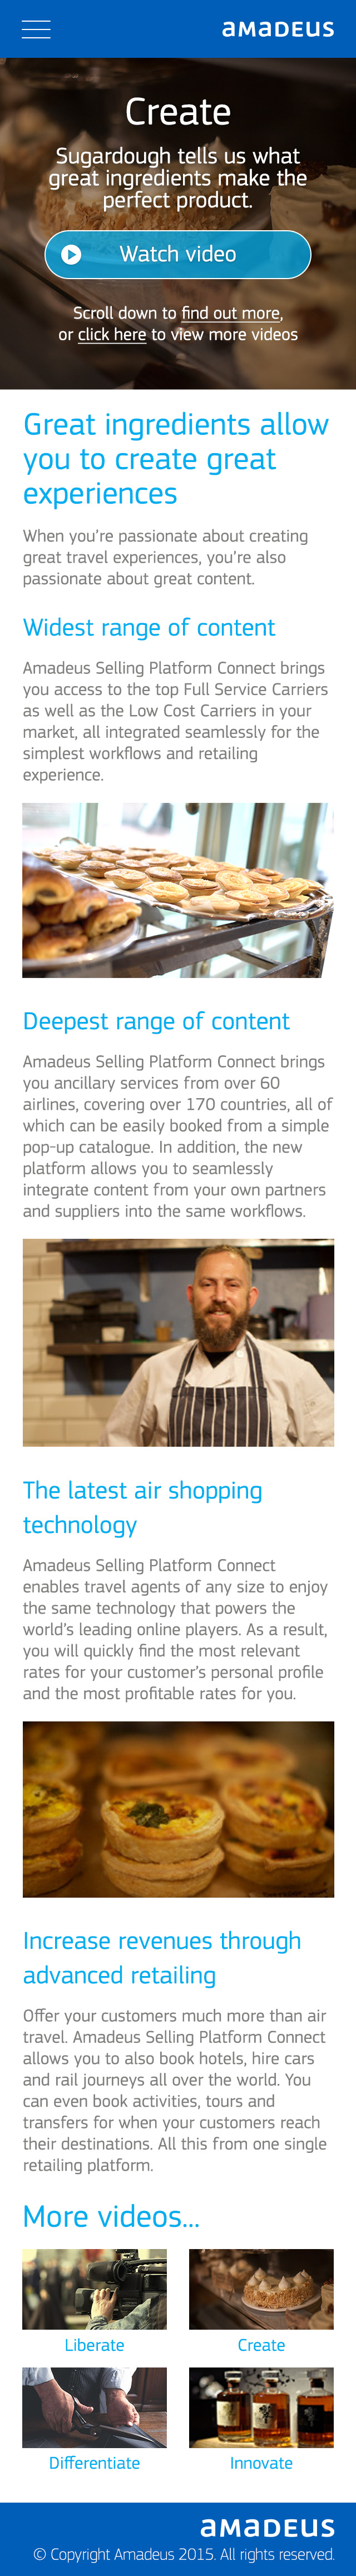 amadeus
Create
Sugardough tells us what
great ingredients make the
perfect product.
Watch video
Scroll down to find out more,
or click here to view more videos
Great ingredients allow
you to create great
experiences
When you’re passionate about creating
great travel experiences, you’re also
passionate about great content.
Widest range of content
Amadeus Selling Platform Connect brings
you access to the top Full Service Carriers
as well as the Low Cost Carriers in your
market, all integrated seamlessly for the
simplest workflows and retailing
experience.
Deepest range of content
Amadeus Selling Platform Connect brings
you ancillary services from over 60
airlines, covering over 170 countries, all of
which can be easily booked from a simple
pop-up catalogue. In addition, the new
platform allows you to seamlessly
integrate content from your own partners
and suppliers into the same workflows.
The latest air shopping
technology
Amadeus Selling Platform Connect
enables travel agents of any size to enjoy
the same technology that powers the
world’s leading online players. As a result,
you will quickly find the most relevant
rates for your customer’s personal profile
and the most profitable rates for you.
Increase revenues through
advanced retailing
Offer your customers much more than air
travel. Amadeus Selling Platform Connect
allows you to also book hotels, hire cars
and rail journeys all over the world. You
can even book activities, tours and
transfers for when your customers reach
their destinations. All this from one single
retailing platform.
More videos...
Liberate
Create
Differentiate
Innovate
amadeus
© Copyright Amadeus 2015. All rights reserved.